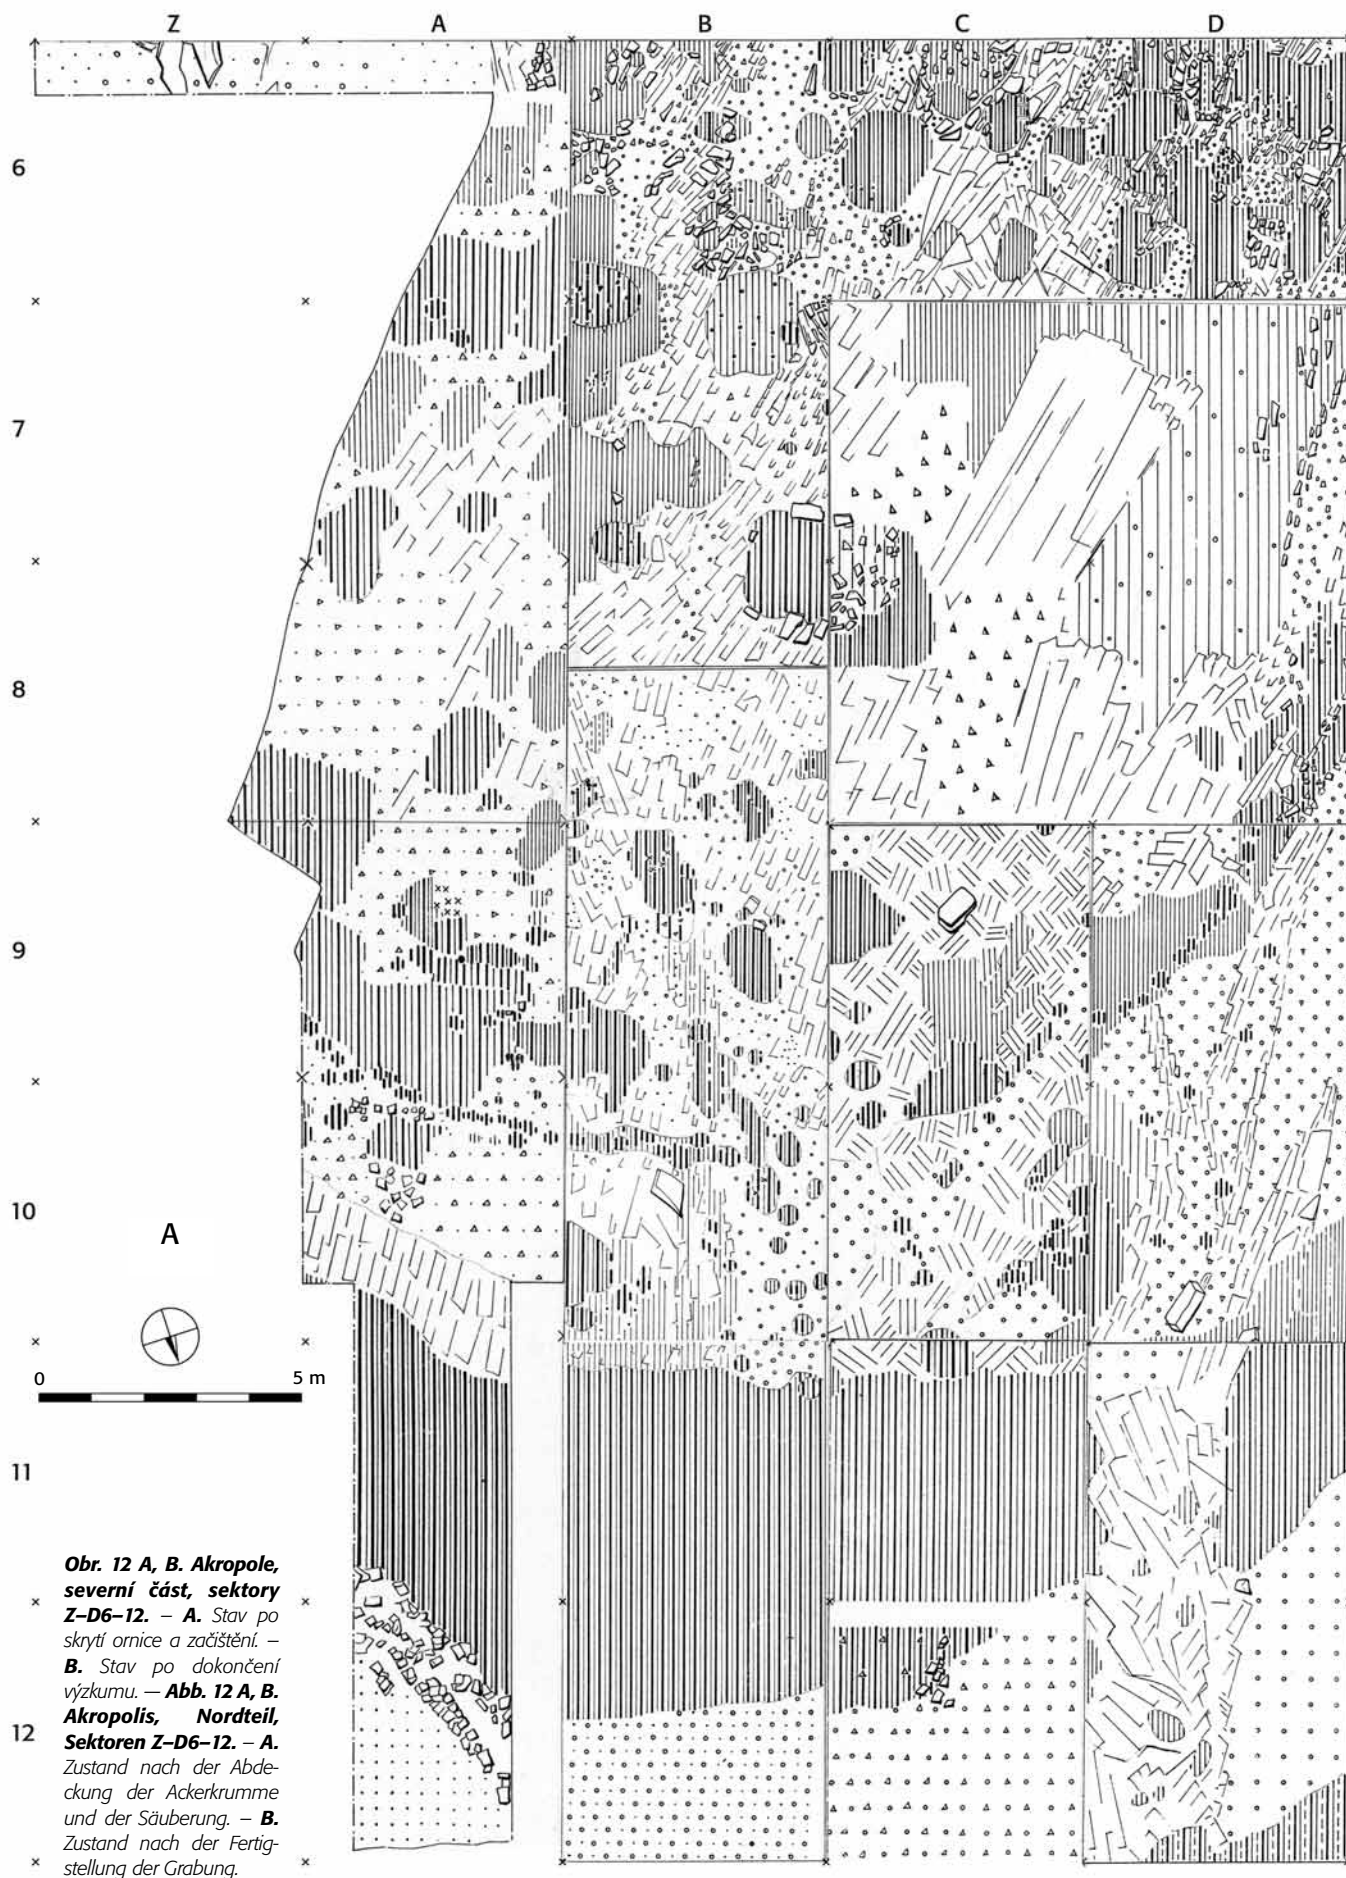 Z A B C D
6
7
8
9
10
A
0 5 m
11
12
Obr. 12 A, B. Akropole,
severní část, sektory
Z–D6–12. – A. Stav po
skrytí ornice a začištění. –
B. Stav po dokončení
výzkumu. — Abb. 12 A, B.
Akropolis, Nordteil,
Sektoren Z–D6–12. – A.
Zustand nach der Abde-
ckung der Ackerkrumme
und der Säuberung. – B.
Zustand nach der Fertig-
stellung der Grabung.